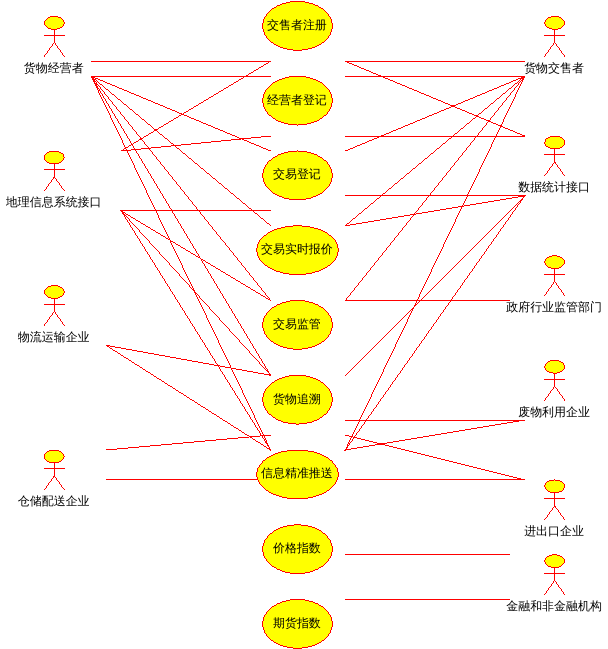 交售者注册
货物经营者
货物交售者
经营者登记
交易登记
数据统计接口
地理信息系统接口
交易实时报价
政府行业监管部门
交易监管
物流运输企业
货物追溯
废物利用企业
信息精准推送
仓储配送企业
进出口企业
价格指数
金融和非金融机构
期货指数